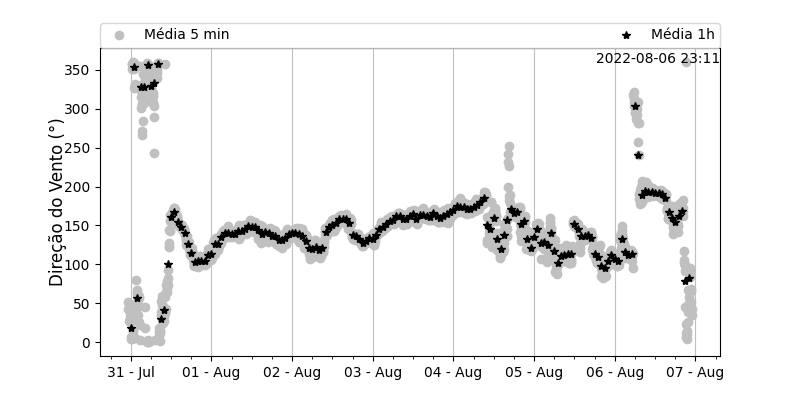 Média 5 min
Média 1h
2022-08-06 23:11
Direção do Vento (°)
350
300
250
200
150
100
50
0
31 - Jul
01 - Aug
02 - Aug
03 - Aug
04 - Aug
05 - Aug
06 - Aug
07 - Aug